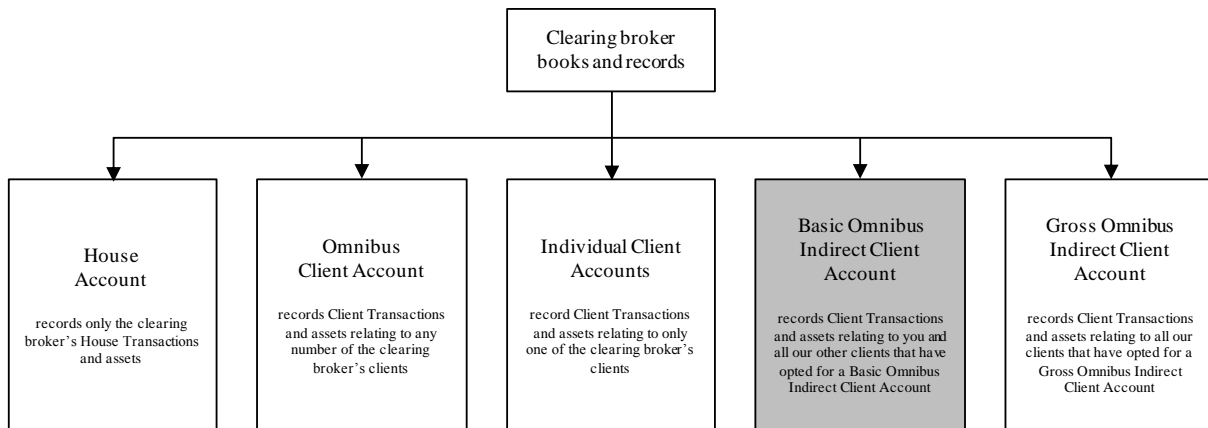 Clearing broker
books and records
House
Account
records only the clearing
broker's House Transactions
and assets
Omnibus
Client Account
records Client Transactions
and assets relating to any
number of the clearing
broker's clients
Individual Client
Accounts
record Client Transactions
and assets relating to only
one of the clearing broker's
clients
Basic Omnibus
Indirect Client
Account
records Client Transactions
and assets relating to you and
all our other clients that have
opted for a Basic Omnibus
Indirect Client Account
Gross Omnibus
Indirect Client
Account
records Client Transactions
and assets relating to all our
clients that have opted for a
Gross Omnibus Indirect
Client Account